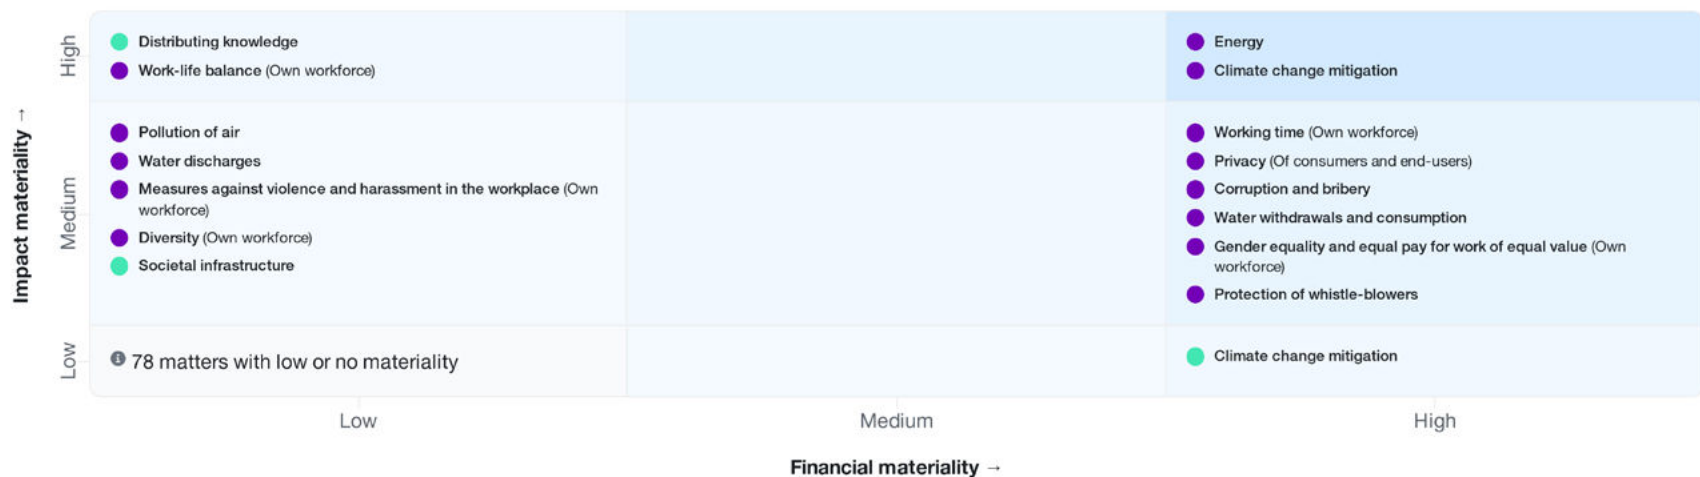 Impact materiality →
High
Distributing knowledge
Work-life balance (Own workforce)
Energy
Climate change mitigation
Medium
Pollution of air
Water discharges
Measures against violence and harassment in the workplace (Own
workforce)
Diversity (Own workforce)
Societal infrastructure
Working time (Own workforce)
Privacy (Of consumers and end-users)
Corruption and bribery
Water withdrawals and consumption
Gender equality and equal pay for work of equal value (Own
workforce)
Protection of whistle-blowers
Low
78 matters with low or no materiality
Climate change mitigation
Low
Medium
High
Financial materiality →